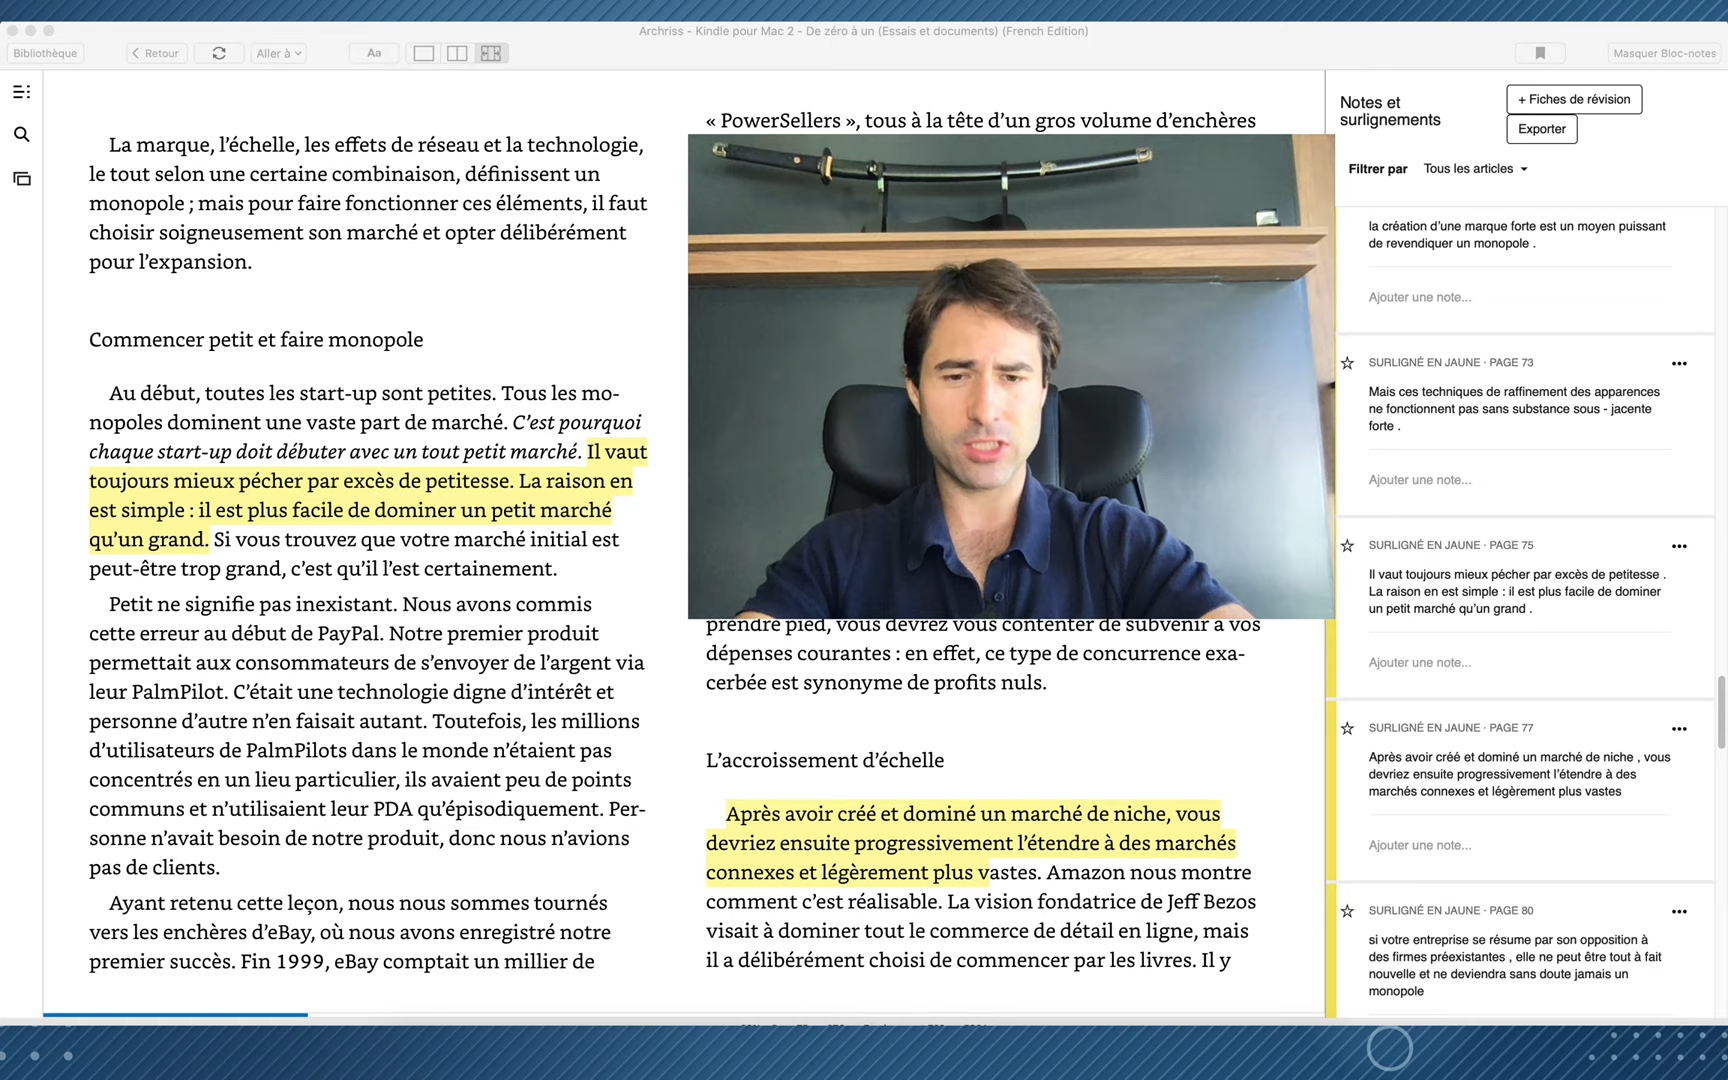 Archriss - Kindle pour Mac 2 - De zéro à un (Essais et documents) (French Edition)
Bibliothèque
Retour
Aller à
Aa
Masquer Bloc-notes
La marque, l’échelle, les effets de réseau et la technologie,
le tout selon une certaine combinaison, définissent un
monopole ; mais pour faire fonctionner ces éléments, il faut
choisir soigneusement son marché et opter délibérément
pour l’expansion.
Commencer petit et faire monopole
Au début, toutes les start-up sont petites. Tous les mo-
nopoles dominent une vaste part de marché. C’est pourquoi
chaque start-up doit débuter avec un tout petit marché. Il vaut
toujours mieux pécher par excès de petitesse. La raison en
est simple : il est plus facile de dominer un petit marché
qu’un grand. Si vous trouvez que votre marché initial est
peut-être trop grand, c’est qu’il l’est certainement.
Petit ne signifie pas inexistant. Nous avons commis
cette erreur au début de PayPal. Notre premier produit
permettait aux consommateurs de s’envoyer de l’argent via
leur PalmPilot. C’était une technologie digne d’intérêt et
personne d’autre n’en faisait autant. Toutefois, les millions
d’utilisateurs de PalmPilots dans le monde n’étaient pas
concentrés en un lieu particulier, ils avaient peu de points
communs et n’utilisaient leur PDA qu’épisodiquement. Per-
sonne n’avait besoin de notre produit, donc nous n’avions
pas de clients.
Ayant retenu cette leçon, nous nous sommes tournés
vers les enchères d’eBay, où nous avons enregistré notre
premier succès. Fin 1999, eBay comptait un millier de
« PowerSellers », tous à la tête d’un gros volume d’enchères
prendre pied, vous devrez vous contenter de subvenir à vos
dépenses courantes : en effet, ce type de concurrence exa-
cerbée est synonyme de profits nuls.
L’accroissement d’échelle
Après avoir créé et dominé un marché de niche, vous
devriez ensuite progressivement l’étendre à des marchés
connexes et légèrement plus vastes. Amazon nous montre
comment c’est réalisable. La vision fondatrice de Jeff Bezos
visait à dominer tout le commerce de détail en ligne, mais
il a délibérément choisi de commencer par les livres. Il y
Notes et
surlignements
+ Fiches de révision
Exporter
Filtrer par Tous les articles
la création d’une marque forte est un moyen puissant
de revendiquer un monopole .
Ajouter une note...
SURLIGNÉ EN JAUNE · PAGE 73
Mais ces techniques de raffinement des apparences
ne fonctionnent pas sans substance sous - jacente
forte .
Ajouter une note...
SURLIGNÉ EN JAUNE · PAGE 75
Il vaut toujours mieux pécher par excès de petitesse .
La raison en est simple : il est plus facile de dominer
un petit marché qu’un grand .
Ajouter une note...
SURLIGNÉ EN JAUNE · PAGE 77
Après avoir créé et dominé un marché de niche , vous
devriez ensuite progressivement l’étendre à des
marchés connexes et légèrement plus vastes
Ajouter une note...
SURLIGNÉ EN JAUNE · PAGE 80
si votre entreprise se résume par son opposition à
des firmes préexistantes , elle ne peut être tout à fait
nouvelle et ne deviendra sans doute jamais un
monopole